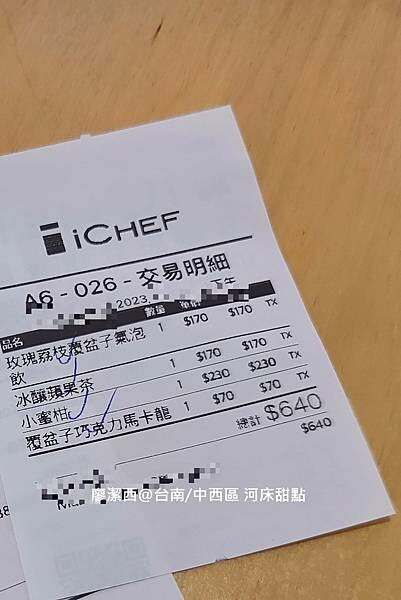 iCHEF
A6 - 026 - 交易明細
2023
品名 數量 單價
玫瑰荔枝覆盆子氣泡飲 1 $170 $170 TX
冰釀蘋果茶 1 $170 $170 TX
小蜜柑 1 $230 $230 TX
覆盆子巧克力馬卡龍 1 $70 $70 TX
總計 $640
$640
廖潔西@台南/中西區 河床甜點